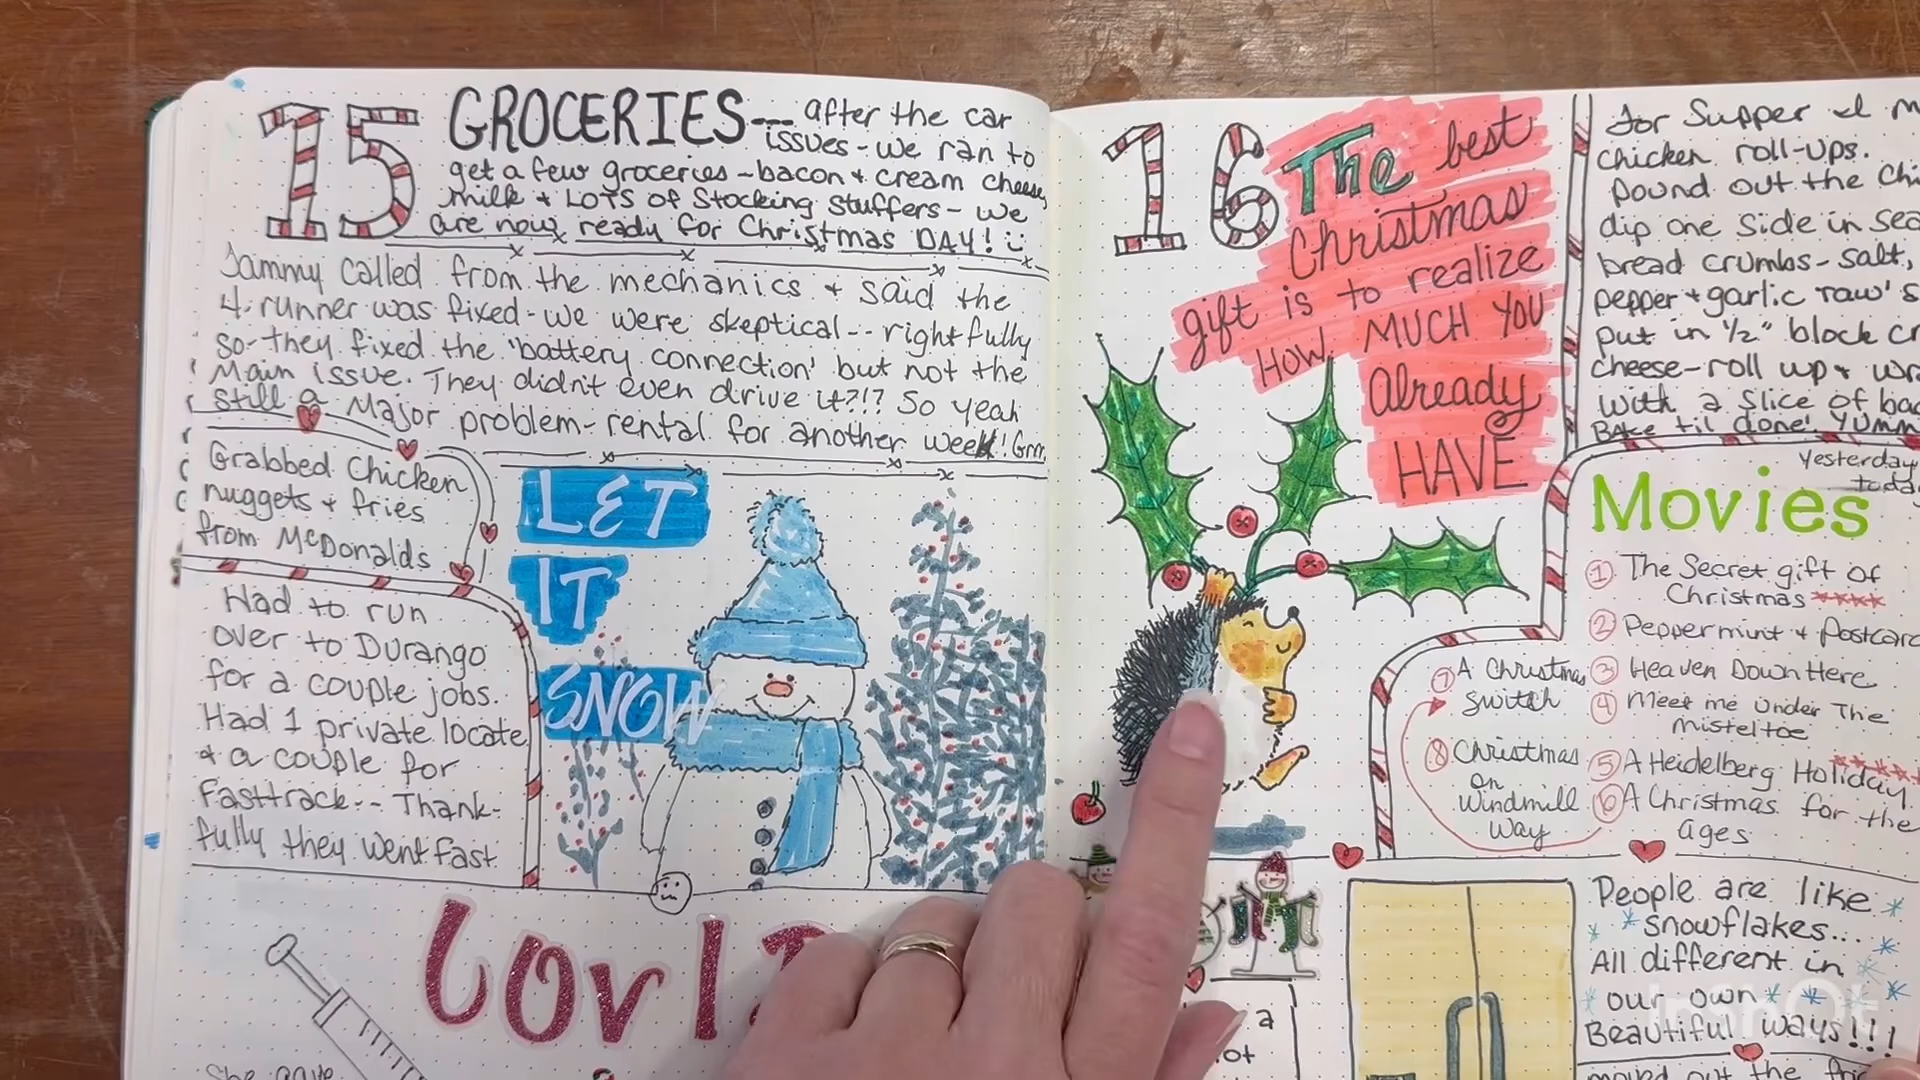 15 GROCERIES--- after the car
issues - we ran to
get a few groceries - bacon + cream cheese,
milk + LOTS of Stocking stuffers - we
are now ready for Christmas DAY!
Tammy called from the mechanics + said the
4-runner was fixed - we were skeptical -- rightfully
so - they fixed the 'battery connection' but not the
main issue. They didn't even drive it?!? So yeah
still a Major problem - rental for another week! Grrr
Grabbed Chicken
nuggets + fries
from McDonalds
Had to run
over to Durango
for a couple jobs.
Had 1 private locate
+ a couple for
Fasttrack -- Thank-
fully they went fast
LET
IT
SNOW
She gave
16 The best
Christmas
gift is to realize
HOW MUCH YOU
Already
HAVE
for Supper I
chicken roll-ups.
Pound out the
dip one side in
bread crumbs - salt,
pepper + garlic
put in 1/2" block
cheese - roll up +
with a slice of
Bake til done!
Yesterday
today
Movies
① The Secret gift of
Christmas ****
② Peppermint + Postcard
③ Heaven Down Here
④ Meet me Under The
Misteltoe
⑤ A Heidelberg Holiday *****
⑥ A Christmas for the
ages
⑦ A Christmas
Switch
⑧ Christmas
on
Windmill
Way
People are like
snowflakes...
All different in
our own
Beautiful ways!!!
moved out the
a
InShOt